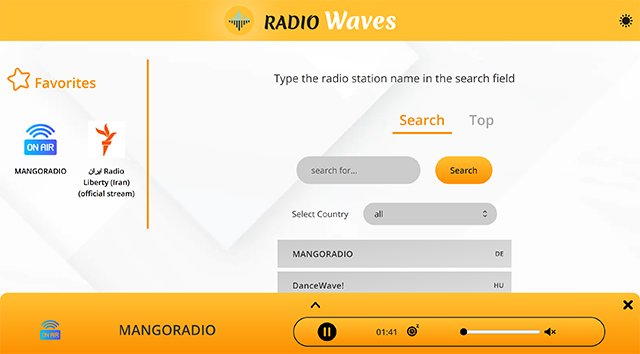 RADIO Waves
Favorites
Type the radio station name in the search field
Search
Top
ON AIR
MANGORADIO
ایران Radio
Liberty (Iran)
(official stream)
search for...
Search
Select Country
all
MANGORADIO
DE
DanceWave!
HU
ON AIR
MANGORADIO
01:41
z